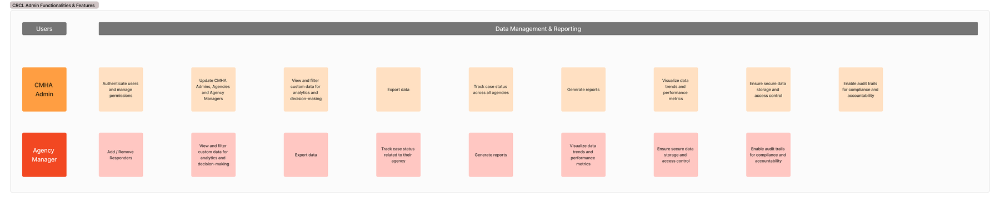 CRCL Admin Functionalities & Features
Users
Data Management & Reporting
CMHA
Admin
Authenticate users
and manage
permissions
Update CMHA
Admins, Agencies
and Agency
Managers
View and filter
custom data for
analytics and
decision-making
Export data
Track case status
across all agencies
Generate reports
Visualize data
trends and
performance
metrics
Ensure secure data
storage and
access control
Enable audit trails
for compliance and
accountability
Agency
Manager
Add / Remove
Responders
View and filter
custom data for
analytics and
decision-making
Export data
Track case status
related to their
agency
Generate reports
Visualize data
trends and
performance
metrics
Ensure secure data
storage and
access control
Enable audit trails
for compliance and
accountability